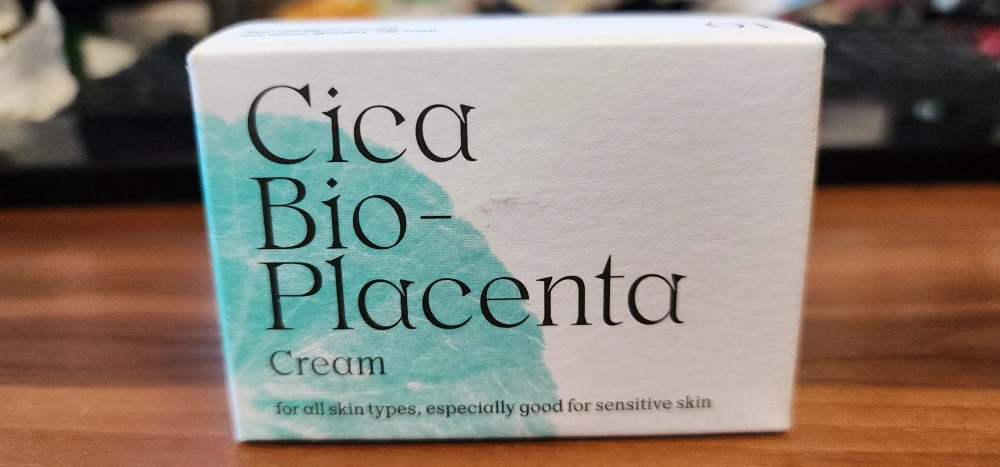 Cica
Bio-
Placenta
Cream
for all skin types, especially good for sensitive skin